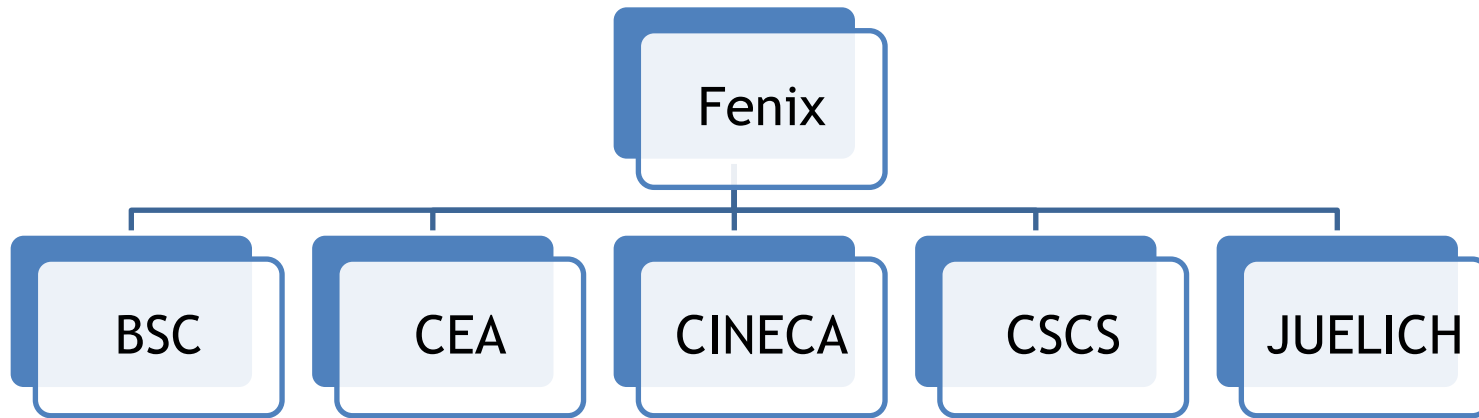 Fenix
BSC
CEA
CINECA
CSCS
JUELICH